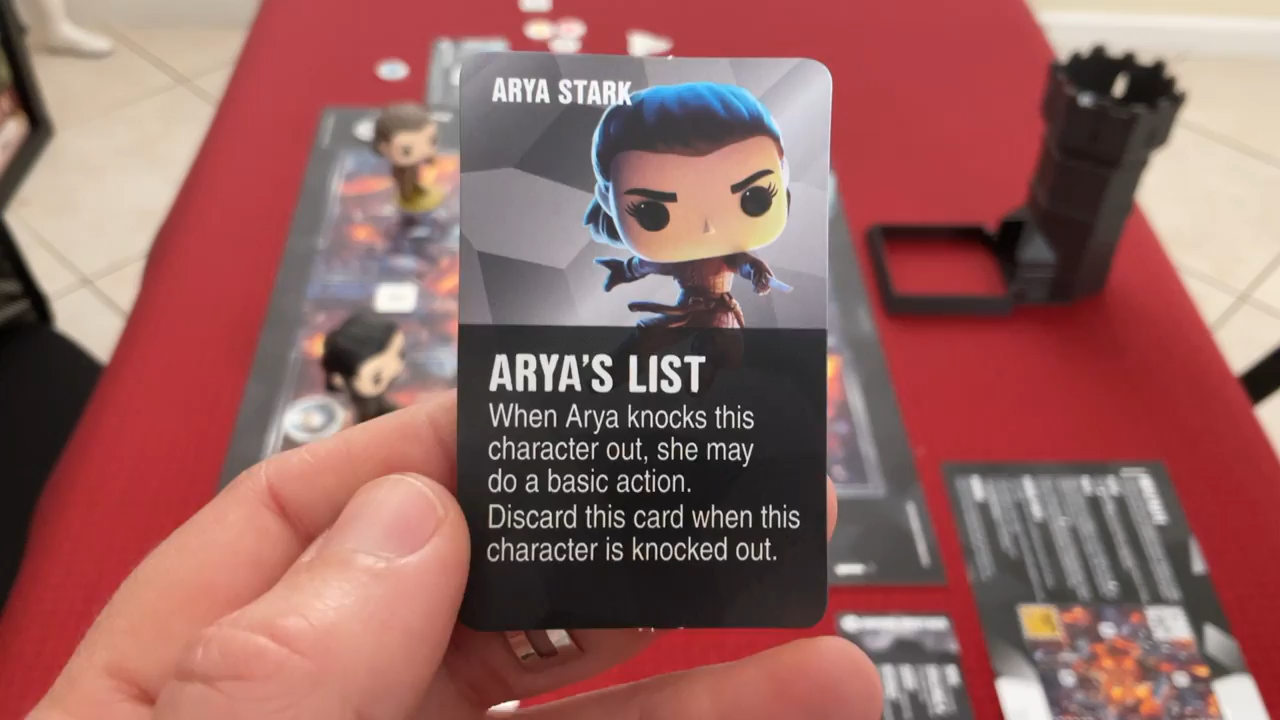 ARYA STARK
ARYA'S LIST
When Arya knocks this
character out, she may
do a basic action.
Discard this card when this
character is knocked out.